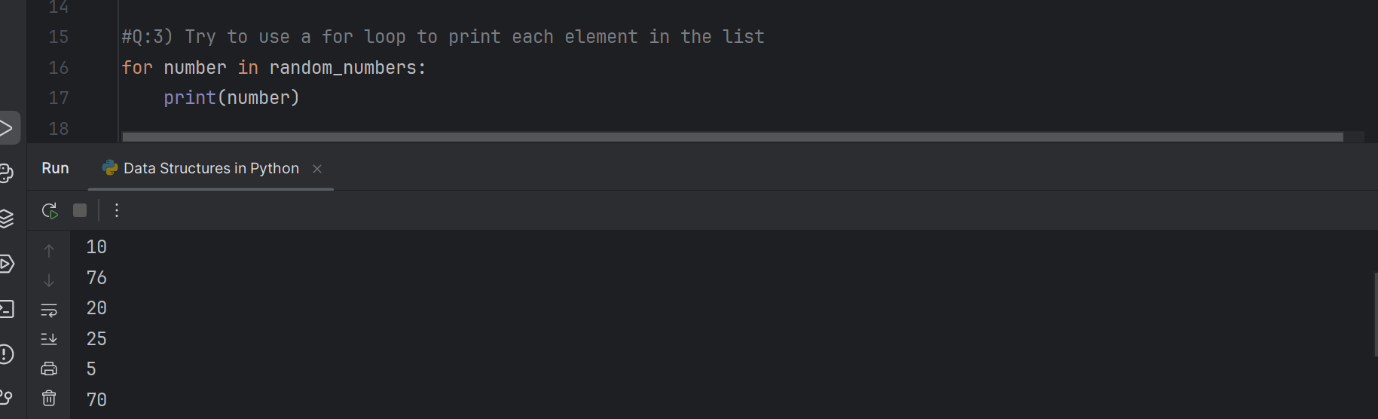 14
15 #Q:3) Try to use a for loop to print each element in the list
16 for number in random_numbers:
17     print(number)
18
Run Data Structures in Python
10
76
20
25
5
70